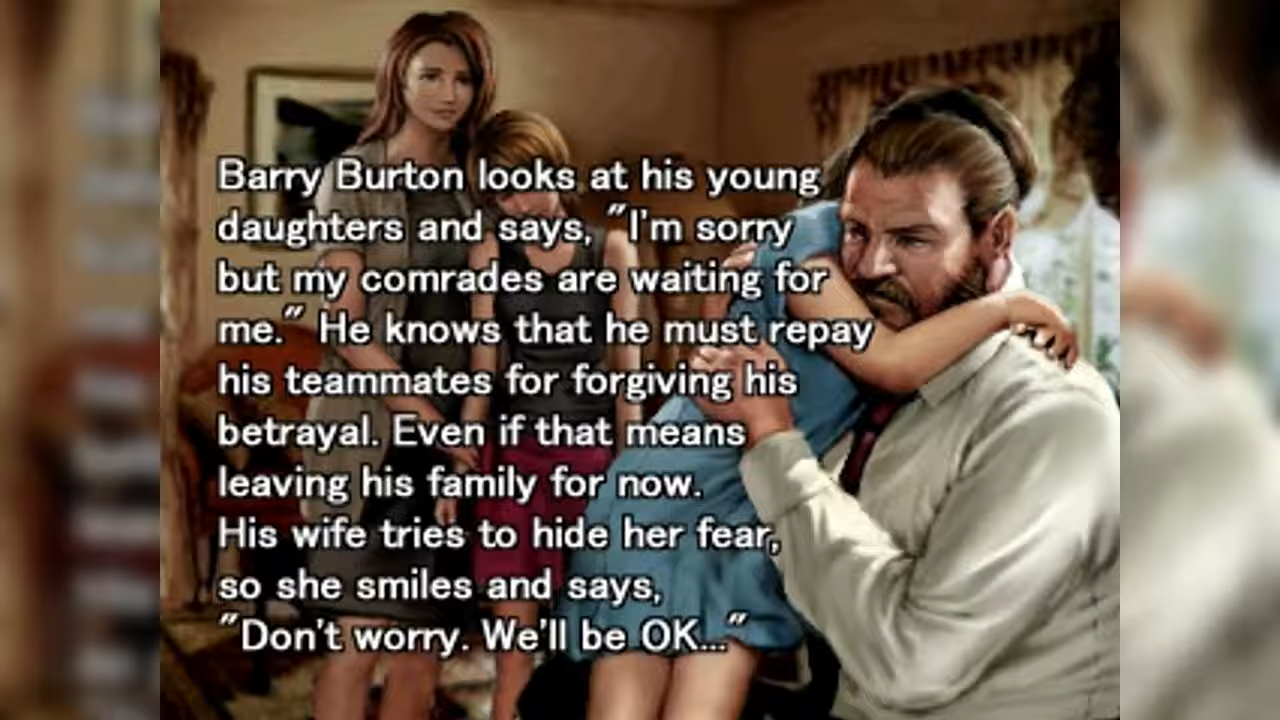 Barry Burton looks at his young
daughters and says, "I'm sorry
but my comrades are waiting for
me." He knows that he must repay
his teammates for forgiving his
betrayal. Even if that means
leaving his family for now.
His wife tries to hide her fear,
so she smiles and says,
"Don't worry. We'll be OK..."